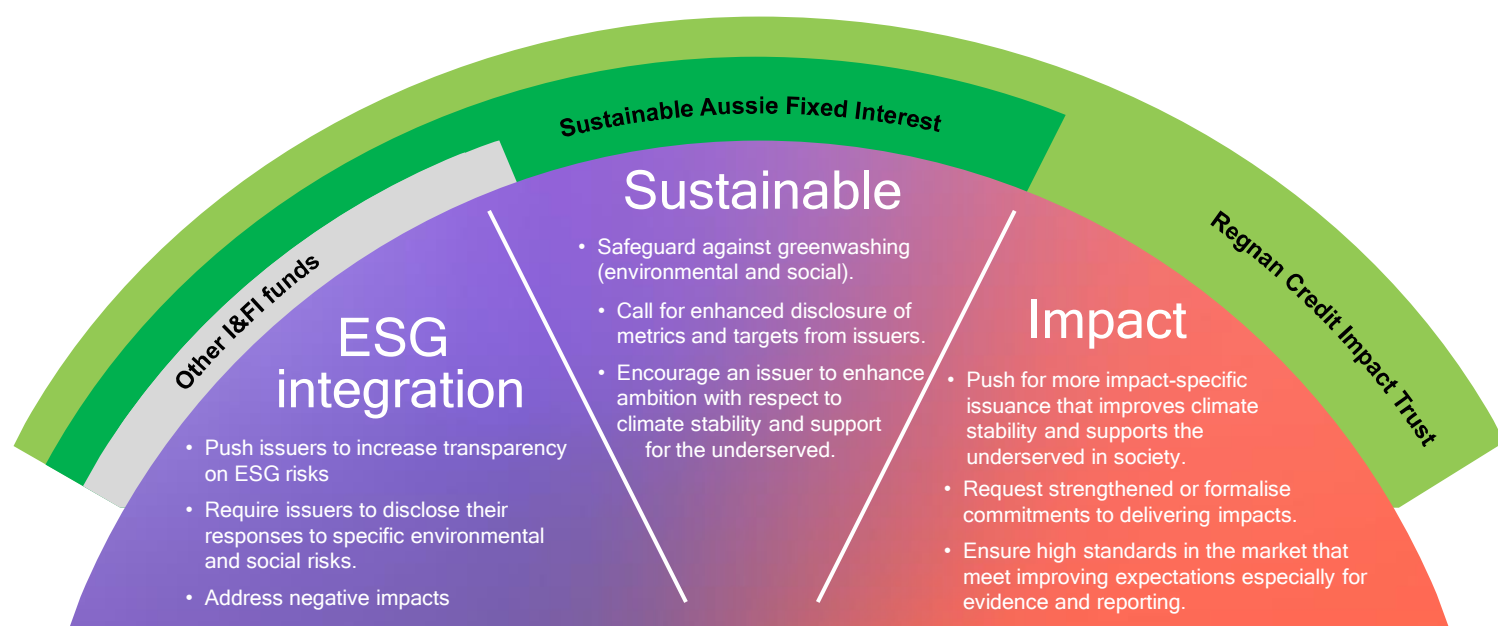 Sustainable Aussie Fixed Interest
Other I&FI funds
Regnan Credit Impact Trust
ESG
integration
• Push issuers to increase transparency
on ESG risks
• Require issuers to disclose their
responses to specific environmental
and social risks.
• Address negative impacts
Sustainable
• Safeguard against greenwashing
(environmental and social).
• Call for enhanced disclosure of
metrics and targets from issuers.
• Encourage an issuer to enhance
ambition with respect to
climate stability and support
for the underserved.
Impact
• Push for more impact-specific
issuance that improves climate
stability and supports the
underserved in society.
• Request strengthened or formalise
commitments to delivering impacts.
• Ensure high standards in the market that
meet improving expectations especially for
evidence and reporting.